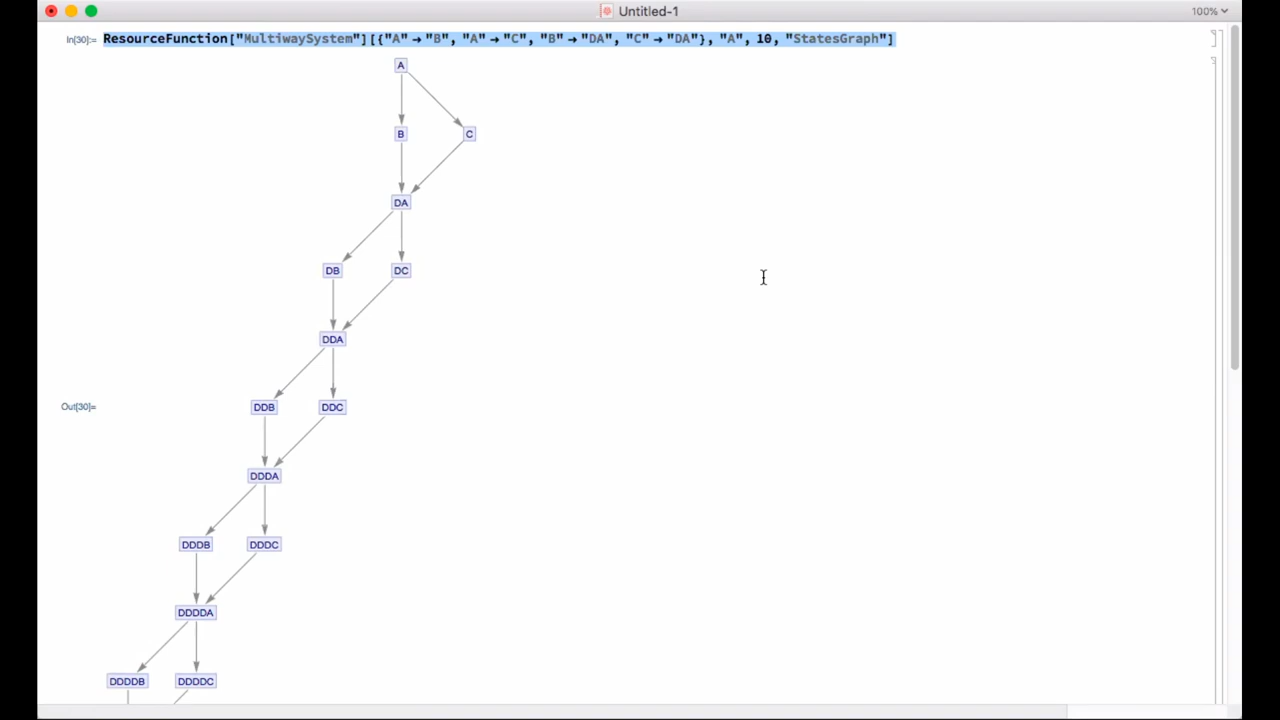 Untitled-1
100%
In[30]:= ResourceFunction["MultiwaySystem"][{"A" → "B", "A" → "C", "B" → "DA", "C" → "DA"}, "A", 10, "StatesGraph"]
A
B C
DA
DB DC
DDA
Out[30]= DDB DDC
DDDA
DDDB DDDC
DDDDA
DDDDB DDDDC